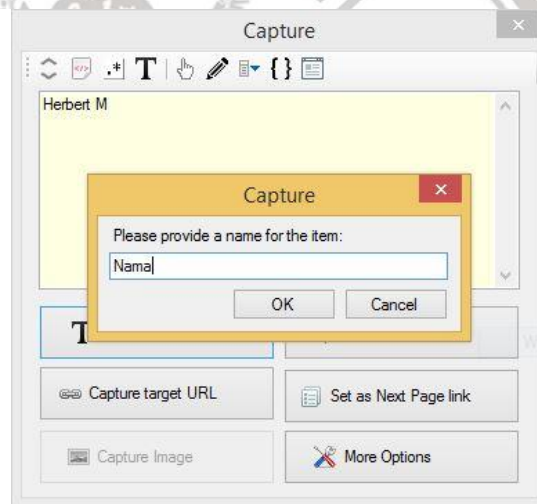 Capture
Herbert M
Capture
Please provide a name for the item:
Nama
OK Cancel
T
Capture target URL
Set as Next Page link
Capture Image
More Options